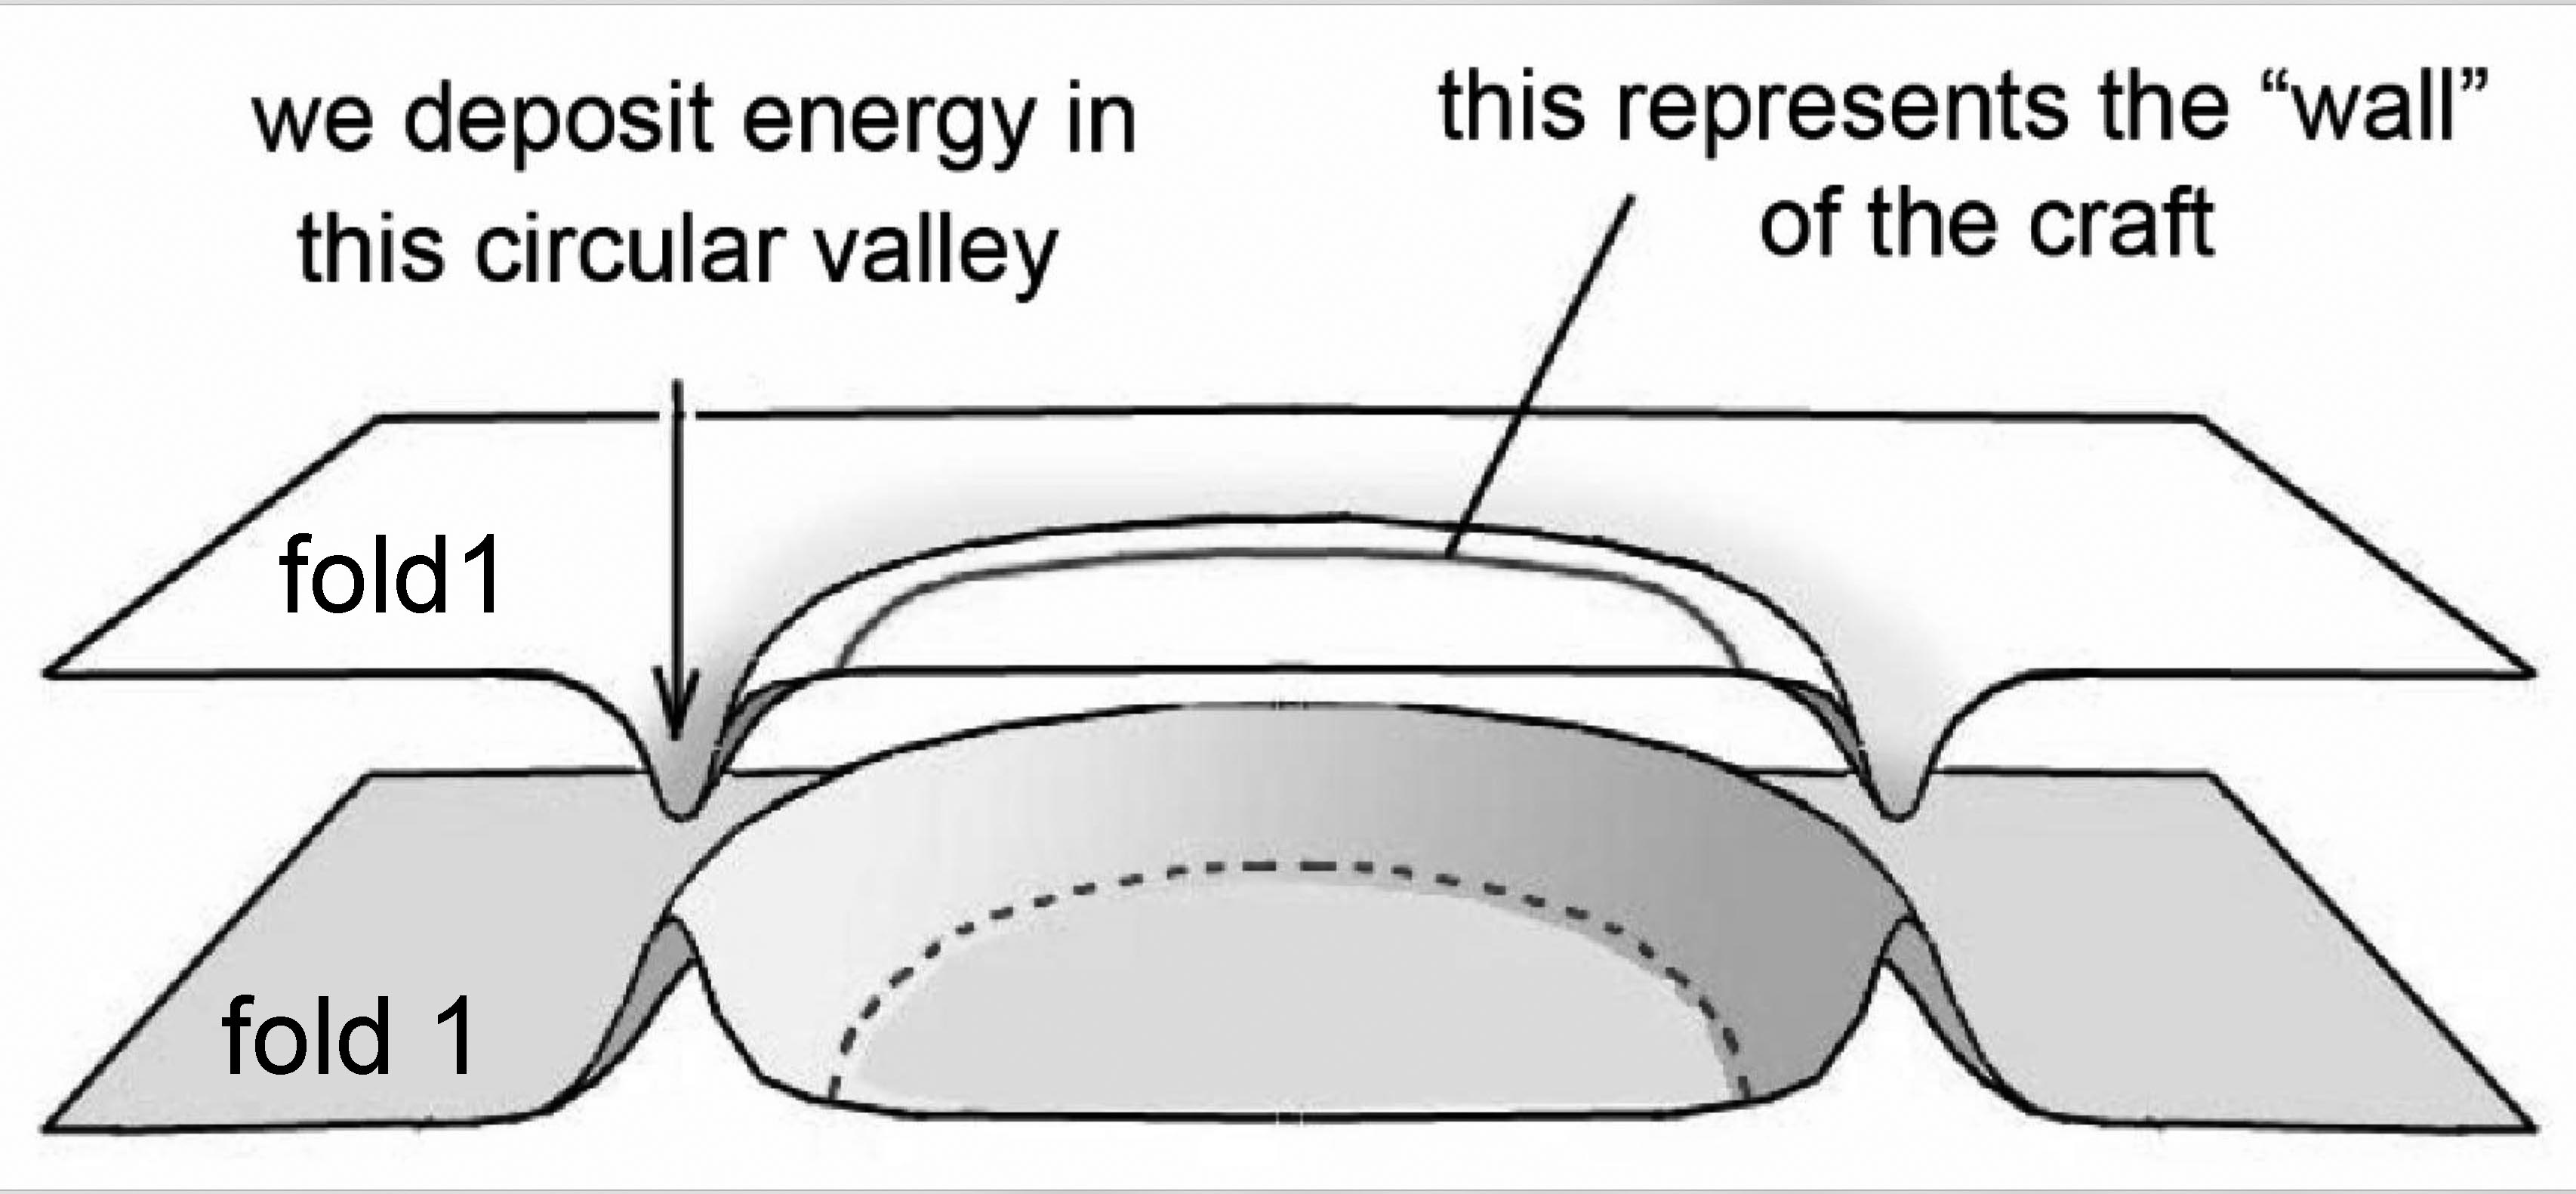 we deposit energy in
this circular valley
this represents the “wall”
of the craft
fold1
fold 1